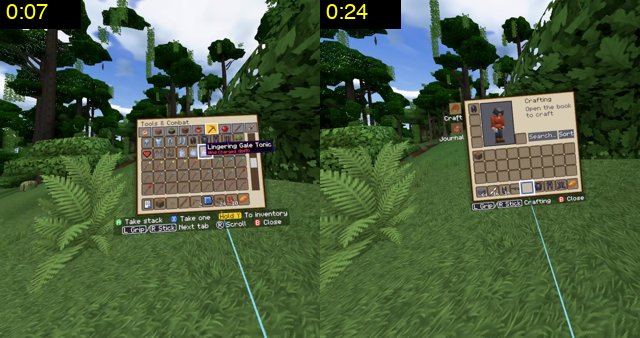 0:07
Tools & Combat
Lingering Gale Tonic
A Take stack X Take one Hold Y To inventory
L Grip/R Stick Next tab R Scroll B Close
0:24
Crafting
Open the book
to craft
Craft
Journal
Search... Sort
L Grip/R Stick Crafting B Close